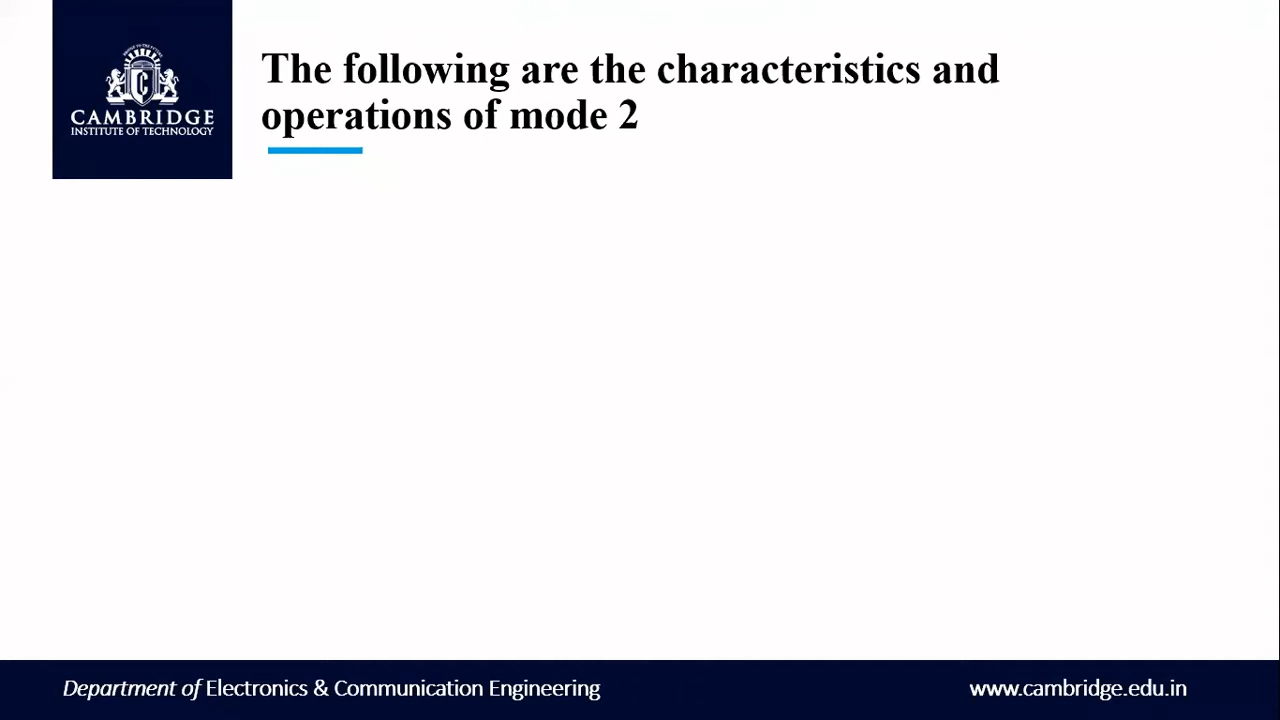 CAMBRIDGE
INSTITUTE OF TECHNOLOGY
The following are the characteristics and
operations of mode 2
Department of Electronics & Communication Engineering
www.cambridge.edu.in